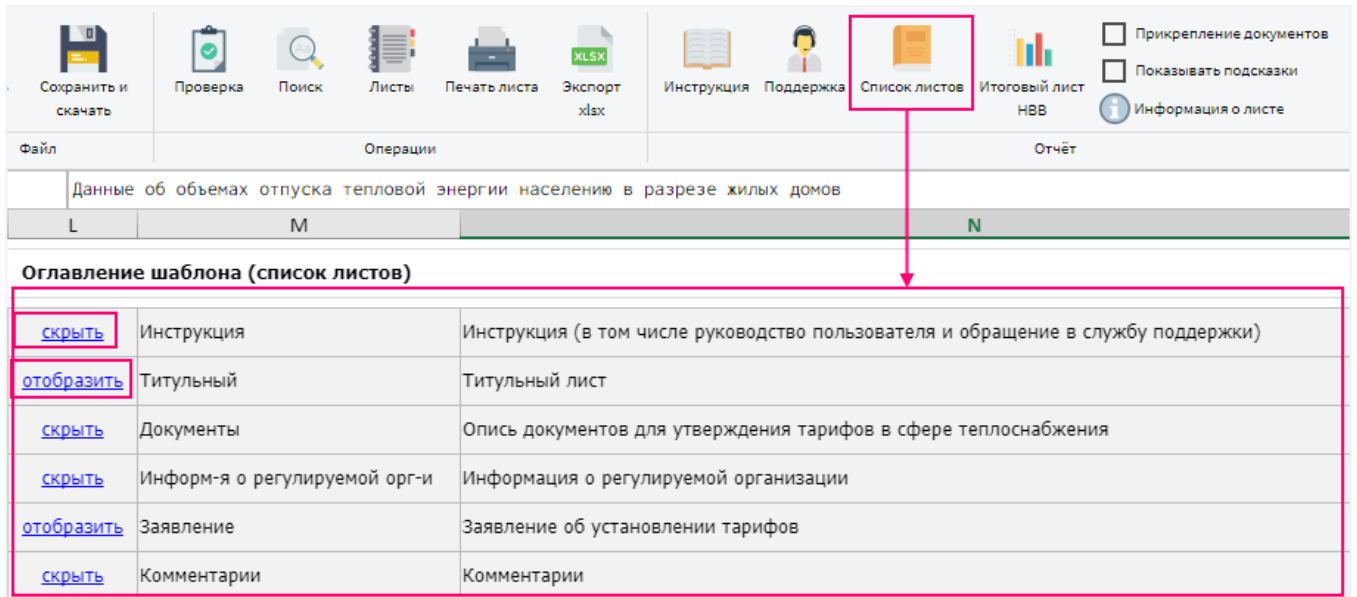 Сохранить и
скачать
Проверка
Поиск
Листы
Печать листа
XLSX
Экспорт
xlsx
Инструкция
Поддержка
Список листов
Итоговый лист
НВВ
Прикрепление документов
Показывать подсказки
Информация о листе
Файл
Операции
Отчёт
Данные об объемах отпуска тепловой энергии населению в разрезе жилых домов
L M N
Оглавление шаблона (список листов)
скрыть Инструкция Инструкция (в том числе руководство пользователя и обращение в службу поддержки)
отобразить Титульный Титульный лист
скрыть Документы Опись документов для утверждения тарифов в сфере теплоснабжения
скрыть Информ-я о регулируемой орг-и Информация о регулируемой организации
отобразить Заявление Заявление об установлении тарифов
скрыть Комментарии Комментарии